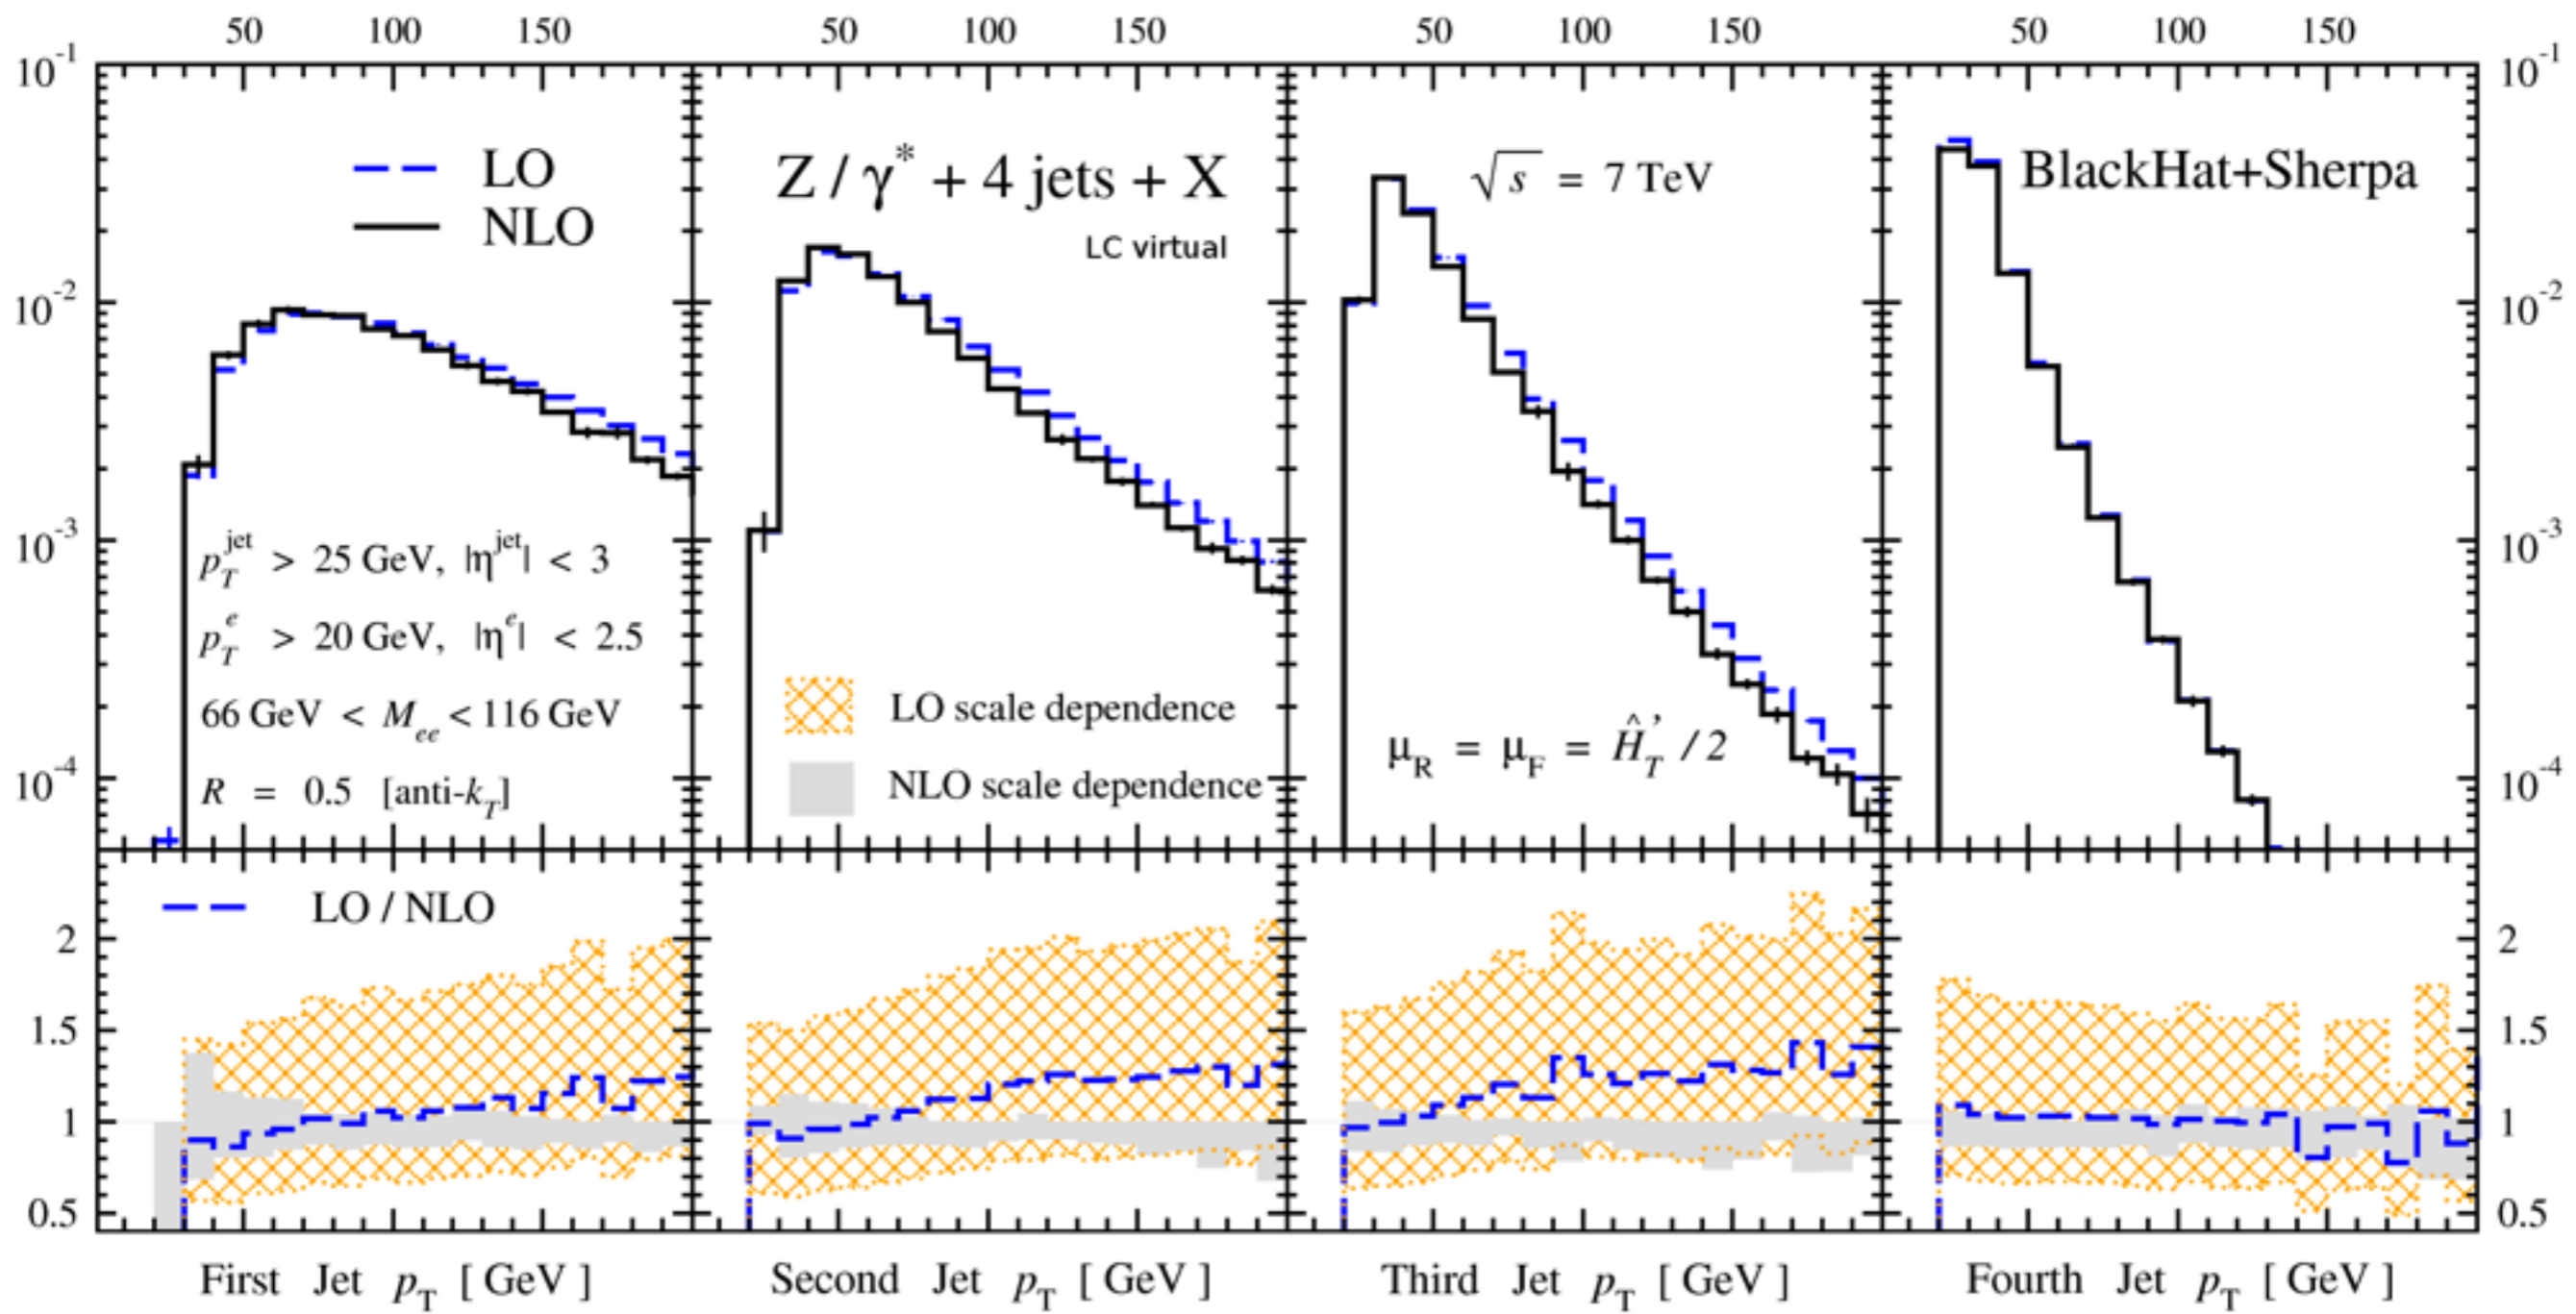 50 100 150 50 100 150 50 100 150 50 100 150
10^-1 10^-1
LO
NLO
Z / γ* + 4 jets + X
LC virtual
√s = 7 TeV
BlackHat+Sherpa
10^-2 10^-2
10^-3 10^-3
p_T^jet > 25 GeV, |η^jet| < 3
p_T^e > 20 GeV, |η^e| < 2.5
66 GeV < M_ee < 116 GeV
R = 0.5 [anti-k_T]
LO scale dependence
NLO scale dependence
μ_R = μ_F = Ĥ_T' / 2
10^-4 10^-4
LO / NLO
2 2
1.5 1.5
1 1
0.5 0.5
First Jet p_T [ GeV ]
Second Jet p_T [ GeV ]
Third Jet p_T [ GeV ]
Fourth Jet p_T [ GeV ]